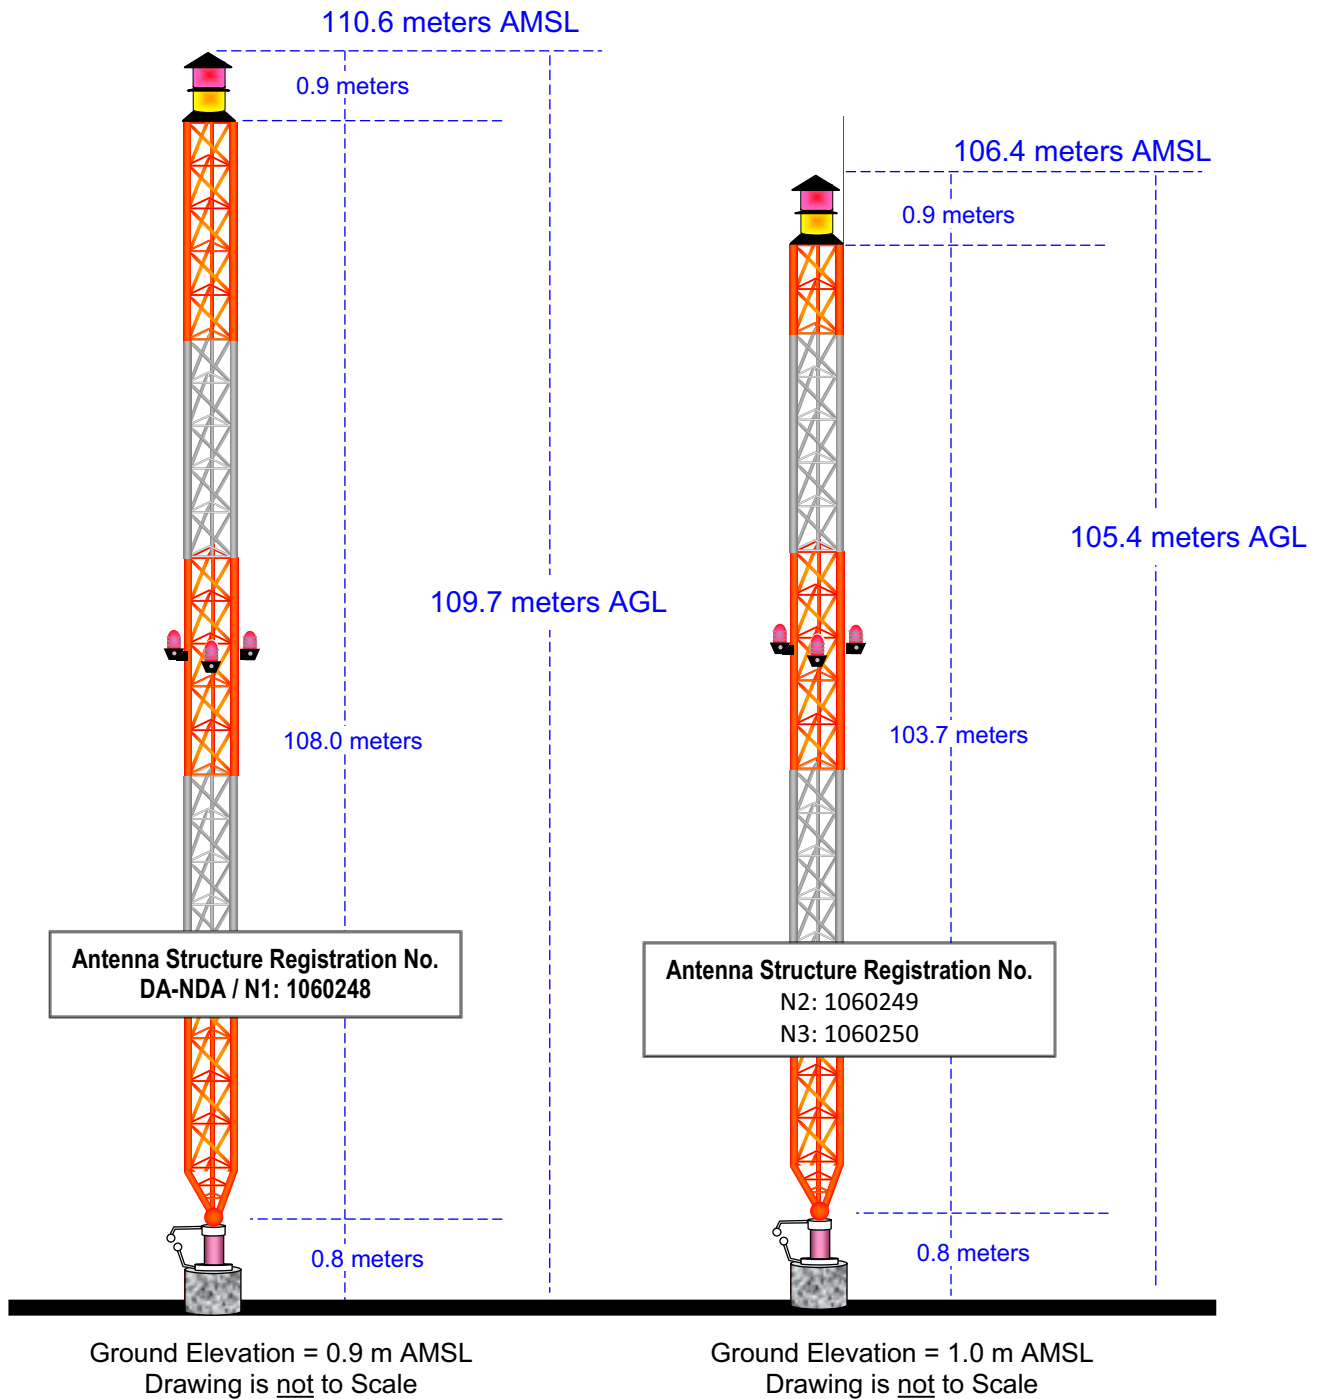 110.6 meters AMSL
0.9 meters
109.7 meters AGL
108.0 meters
Antenna Structure Registration No.
DA-NDA / N1: 1060248
0.8 meters
Ground Elevation = 0.9 m AMSL
Drawing is not to Scale
106.4 meters AMSL
0.9 meters
105.4 meters AGL
103.7 meters
Antenna Structure Registration No.
N2: 1060249
N3: 1060250
0.8 meters
Ground Elevation = 1.0 m AMSL
Drawing is not to Scale